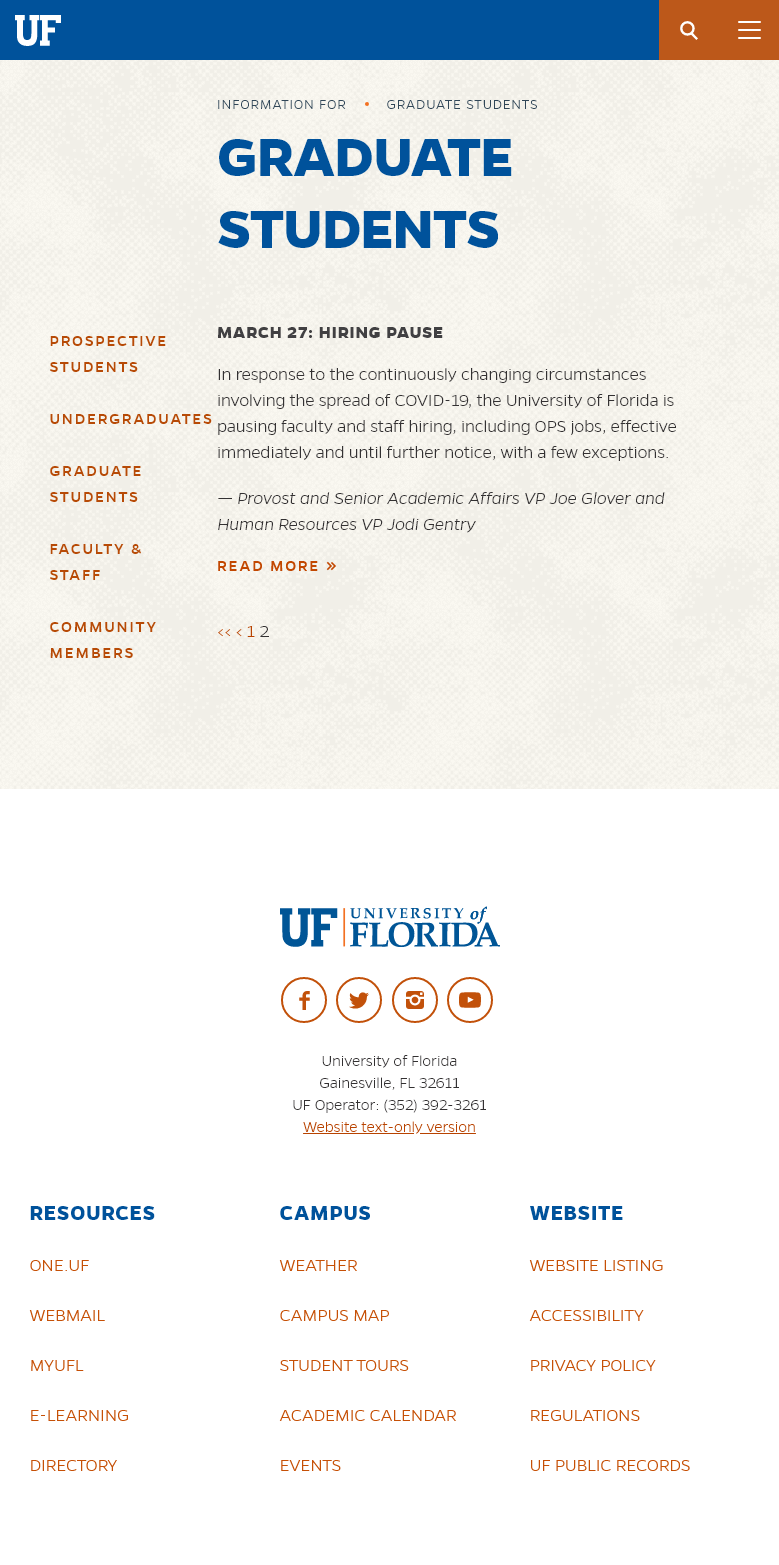 UF
INFORMATION FOR • GRADUATE STUDENTS
GRADUATE
STUDENTS
PROSPECTIVE
STUDENTS
UNDERGRADUATES
GRADUATE
STUDENTS
FACULTY &
STAFF
COMMUNITY
MEMBERS
MARCH 27: HIRING PAUSE
In response to the continuously changing circumstances
involving the spread of COVID-19, the University of Florida is
pausing faculty and staff hiring, including OPS jobs, effective
immediately and until further notice, with a few exceptions.
— Provost and Senior Academic Affairs VP Joe Glover and
Human Resources VP Jodi Gentry
READ MORE »
<< < 1 2
UF UNIVERSITY of
FLORIDA
University of Florida
Gainesville, FL 32611
UF Operator: (352) 392-3261
Website text-only version
RESOURCES
ONE.UF
WEBMAIL
MYUFL
E-LEARNING
DIRECTORY
CAMPUS
WEATHER
CAMPUS MAP
STUDENT TOURS
ACADEMIC CALENDAR
EVENTS
WEBSITE
WEBSITE LISTING
ACCESSIBILITY
PRIVACY POLICY
REGULATIONS
UF PUBLIC RECORDS